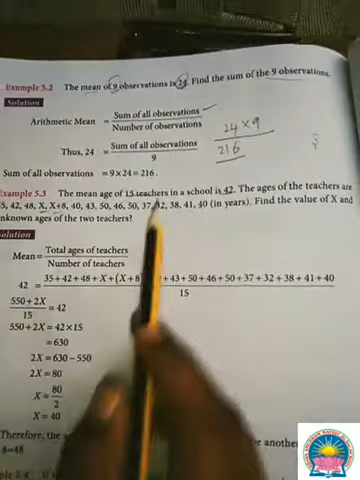 Example 5.2 The mean of 9 observations is 24. Find the sum of the 9 observations.
Solution
Arithmetic Mean = Sum of all observations / Number of observations
24 × 9
216
Thus, 24 = Sum of all observations / 9
Sum of all observations = 9×24 = 216.
Example 5.3 The mean age of 15 teachers in a school is 42. The ages of the teachers are
5, 42, 48, X, X+8, 40, 43, 50, 46, 50, 37, 32, 38, 41, 40 (in years). Find the value of X and
nknown ages of the two teachers?
Solution
Mean = Total ages of teachers / Number of teachers
42 = 35+42+48+X+(X+8) +43+50+46+50+37+32+38+41+40 / 15
550+2X / 15 = 42
550+2X = 42×15
= 630
2X = 630−550
2X = 80
X = 80 / 2
X = 40
Therefore, the be another
8=48